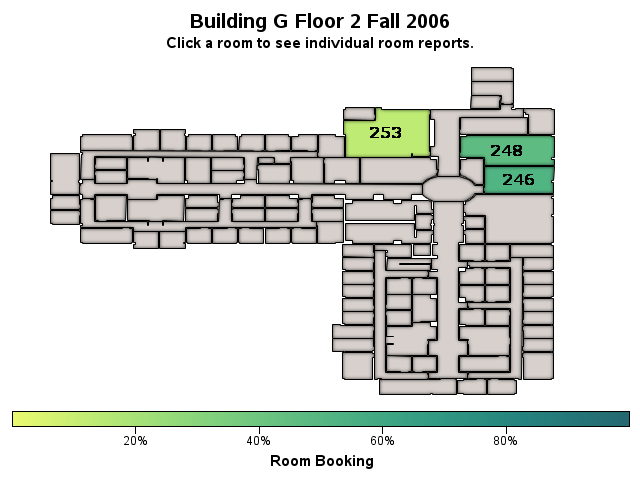 Building G Floor 2 Fall 2006
Click a room to see individual room reports.
253
248
246
20%
40%
60%
80%
Room Booking